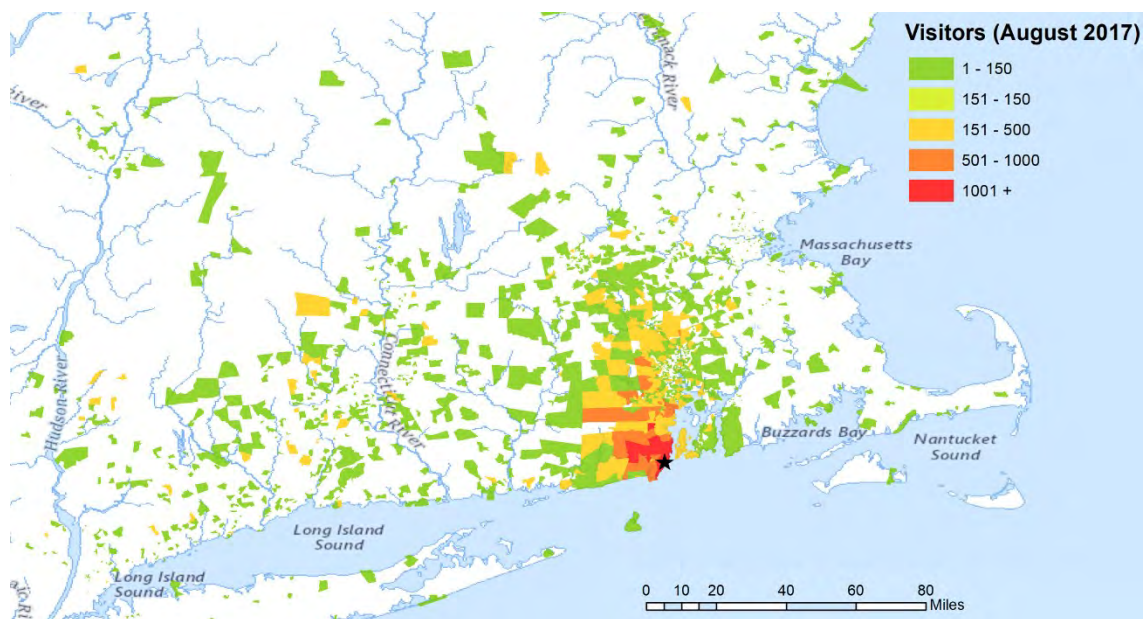 Visitors (August 2017)
1 - 150
151 - 150
151 - 500
501 - 1000
1001 +
River
Massachusetts
Bay
Hudson River
Connecticut River
Buzzards Bay
Nantucket
Sound
Long Island
Sound
Long Island
Sound
0 5 10 20 40 60 80
Miles